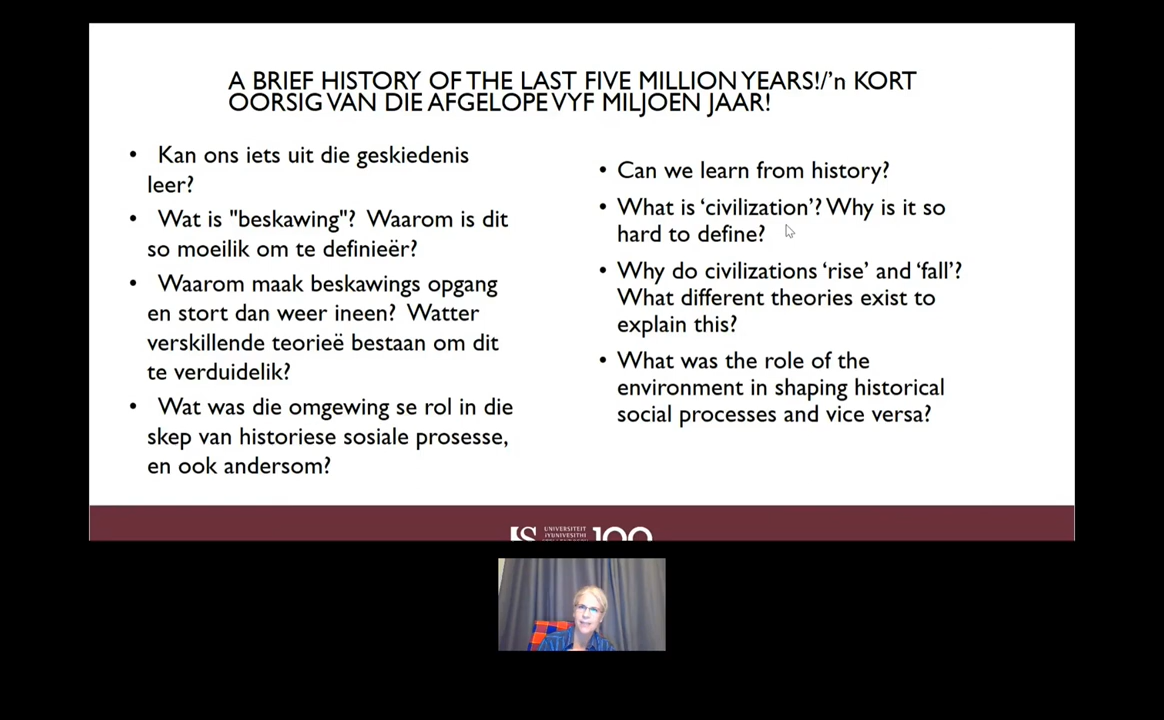 A BRIEF HISTORY OF THE LAST FIVE MILLION YEARS!/'n KORT
OORSIG VAN DIE AFGELOPE VYF MILJOEN JAAR!
• Kan ons iets uit die geskiedenis
leer?
• Wat is "beskawing"? Waarom is dit
so moeilik om te definieër?
• Waarom maak beskawings opgang
en stort dan weer ineen? Watter
verskillende teorieë bestaan om dit
te verduidelik?
• Wat was die omgewing se rol in die
skep van historiese sosiale prosesse,
en ook andersom?
• Can we learn from history?
• What is ‘civilization’? Why is it so
hard to define?
• Why do civilizations ‘rise’ and ‘fall’?
What different theories exist to
explain this?
• What was the role of the
environment in shaping historical
social processes and vice versa?
UNIVERSITEIT
IYUNIVESITHI
100